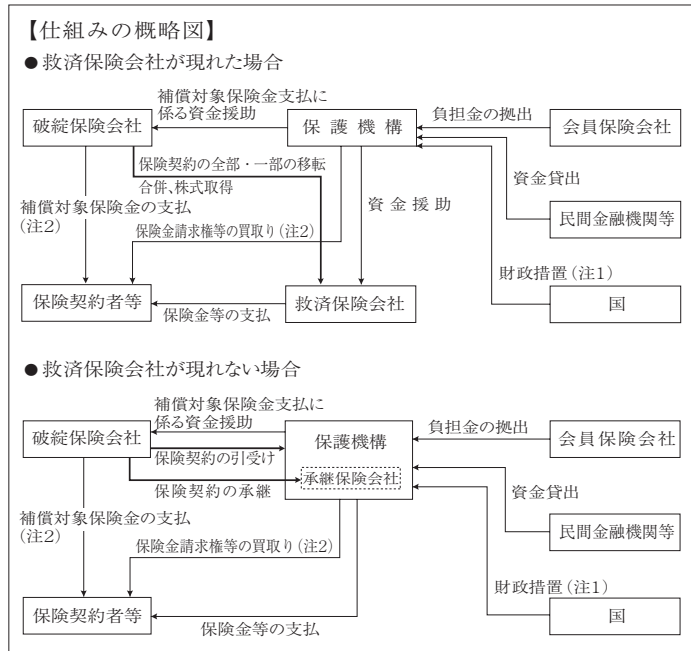 【仕組みの概略図】
●救済保険会社が現れた場合
補償対象保険金支払に
係る資金援助
負担金の拠出
破綻保険会社
保護機構
会員保険会社
保険契約の全部・一部の移転
合併、株式取得
資金貸出
補償対象保険金の支払
(注2)
資金援助
民間金融機関等
保険金請求権等の買取り(注2)
財政措置(注1)
保険契約者等
保険金等の支払
救済保険会社
国
●救済保険会社が現れない場合
補償対象保険金支払に
係る資金援助
負担金の拠出
破綻保険会社
保護機構
会員保険会社
保険契約の引受け
承継保険会社
保険契約の承継
資金貸出
補償対象保険金の支払
(注2)
民間金融機関等
保険金請求権等の買取り(注2)
財政措置(注1)
保険契約者等
保険金等の支払
国